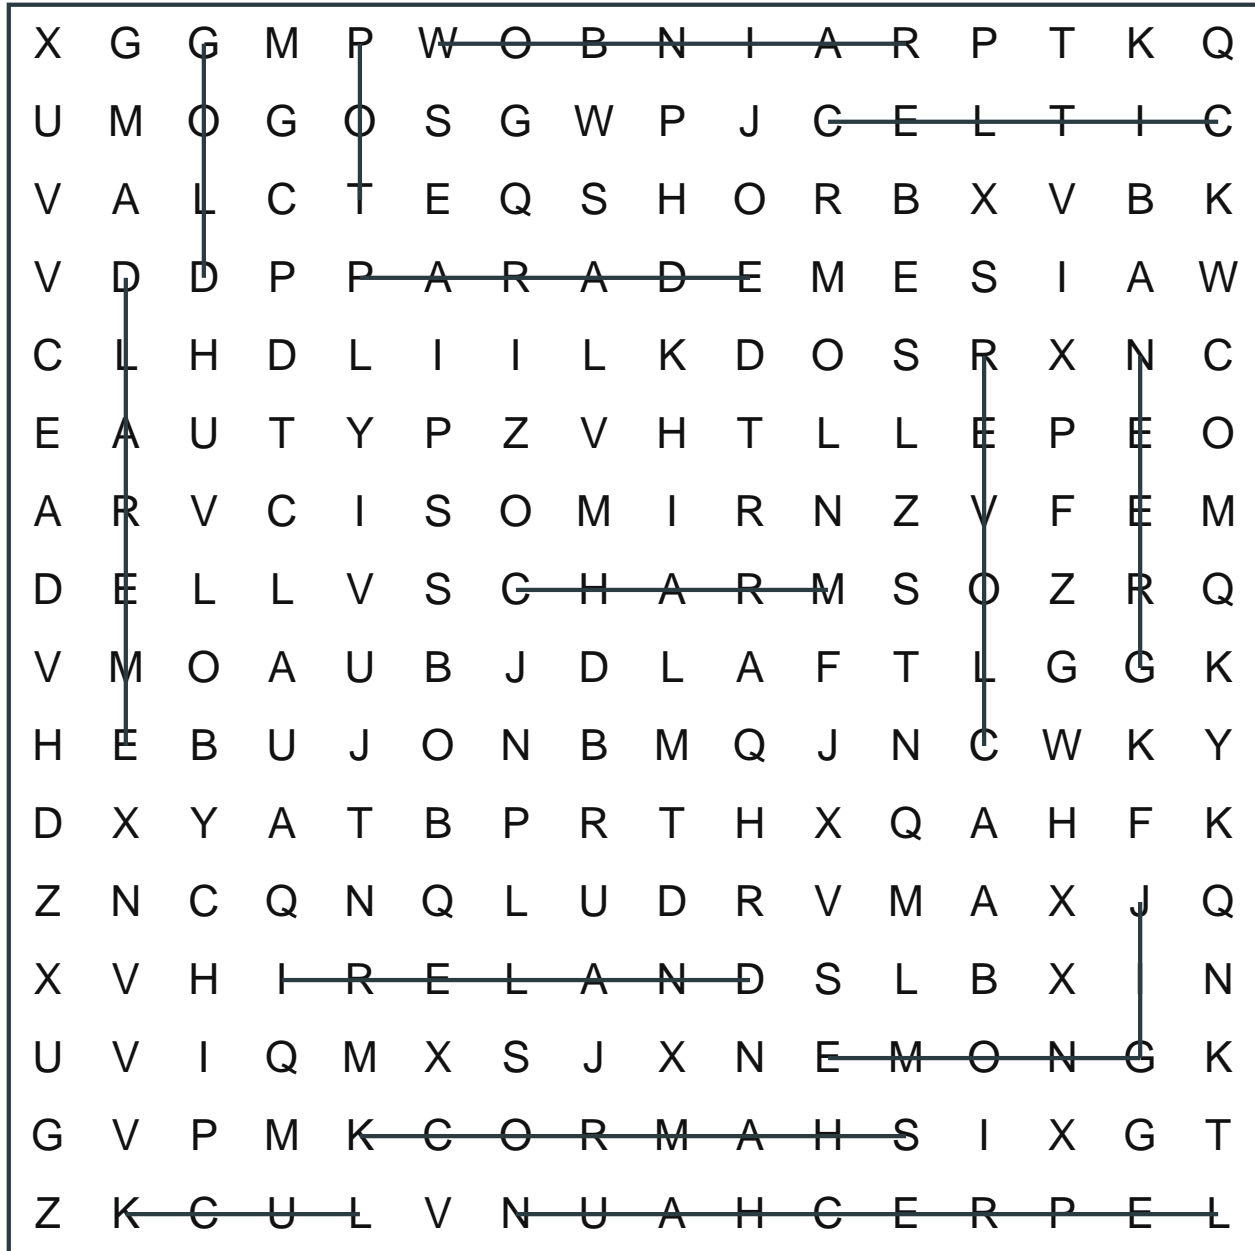 X G G M P W O B N I A R P T K Q
U M O G O S G W P J C E L T I C
V A L C T E Q S H O R B X V B K
V D D P P A R A D E M E S I A W
C L H D L I I L K D O S R X N C
E A U T Y P Z V H T L L E P E O
A R V C I S O M I R N Z V F E M
D E L L V S C H A R M S O Z R Q
V M O A U B J D L A F T L G G K
H E B U J O N B M Q J N C W K Y
D X Y A T B P R T H X Q A H F K
Z N C Q N Q L U D R V M A X J Q
X V H I R E L A N D S L B X I N
U V I Q M X S J X N E M O N G K
G V P M K C O R M A H S I X G T
Z K C U L V N U A H C E R P E L